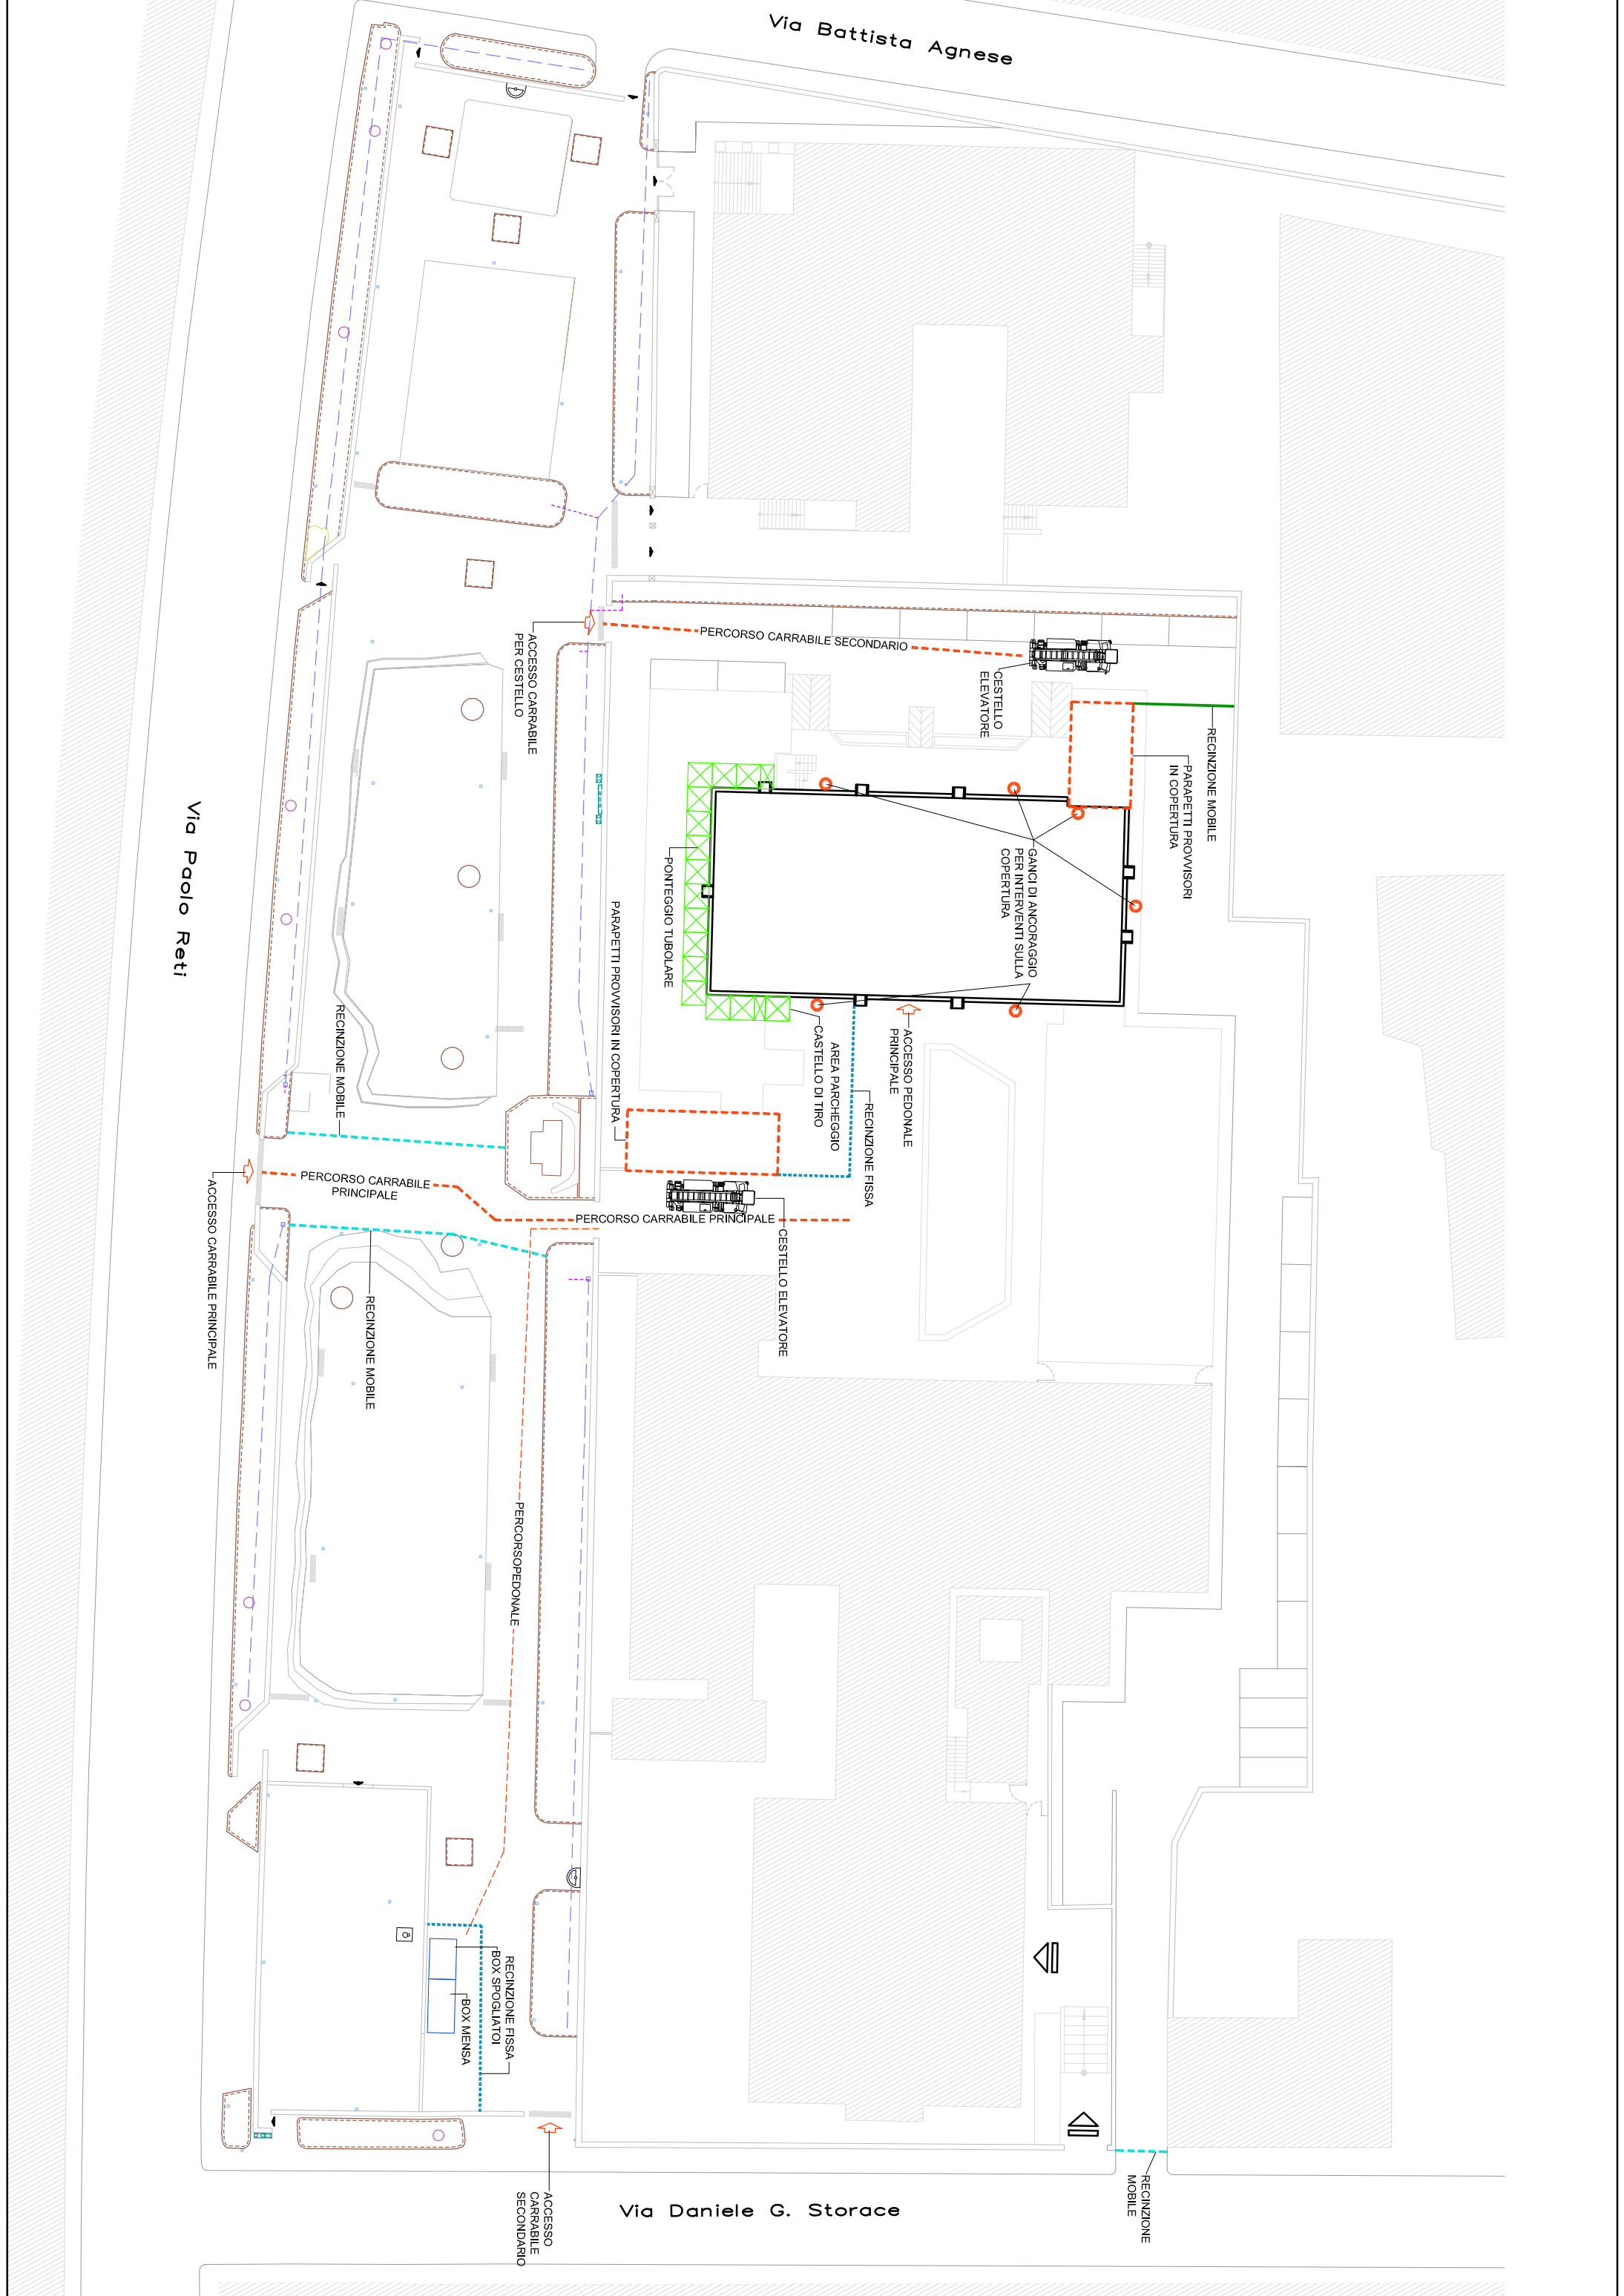 Via Battista Agnese
PERCORSO CARRABILE SECONDARIO
ACCESSO CARRABILE
PER CESTELLO
CESTELLO
ELEVATORE
RECINZIONE MOBILE
PARAPETTI PROVVISORI
IN COPERTURA
GANCI DI ANCORAGGIO
PER INTERVENTI SULLA
COPERTURA
PONTEGGIO TUBOLARE
Via Paolo Reti
PARAPETTI PROVVISORI IN COPERTURA
RECINZIONE MOBILE
AREA PARCHEGGIO
CASTELLO DI TIRO
ACCESSO PEDONALE
PRINCIPALE
RECINZIONE FISSA
PERCORSO CARRABILE
PRINCIPALE
PERCORSO CARRABILE PRINCIPALE
ACCESSO CARRABILE PRINCIPALE
CESTELLO ELEVATORE
RECINZIONE MOBILE
PERCORSOPEDONALE
RECINZIONE FISSA
BOX SPOGLIATOI
BOX MENSA
ACCESSO
CARRABILE
SECONDARIO
RECINZIONE
MOBILE
Via Daniele G. Storace